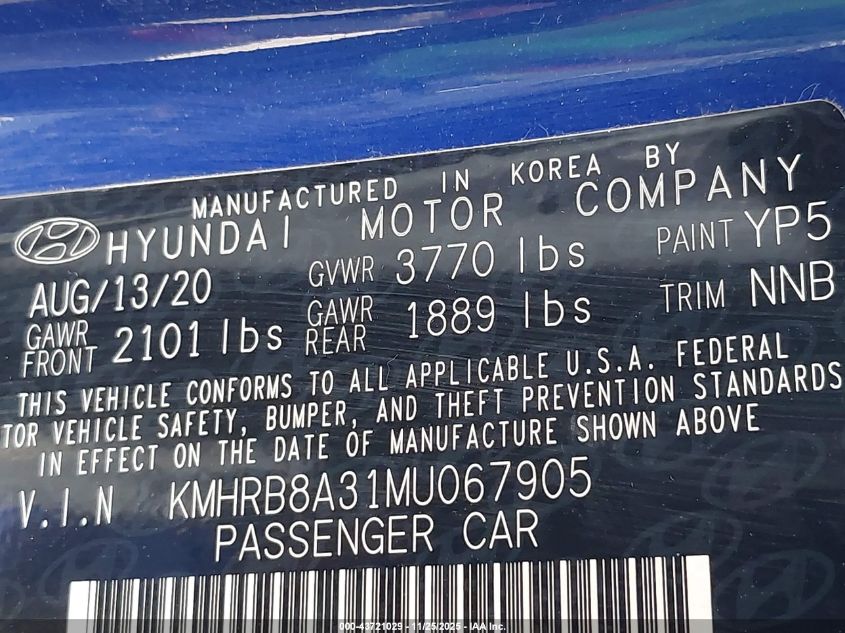 MANUFACTURED IN KOREA BY
HYUNDAI MOTOR COMPANY
AUG/13/20 GVWR 3770 lbs PAINT YP5
GAWR FRONT 2101 lbs GAWR REAR 1889 lbs TRIM NNB
THIS VEHICLE CONFORMS TO ALL APPLICABLE U.S.A. FEDERAL
TOR VEHICLE SAFETY, BUMPER, AND THEFT PREVENTION STANDARDS
IN EFFECT ON THE DATE OF MANUFACTURE SHOWN ABOVE
V.I.N KMHRB8A31MU067905
PASSENGER CAR
000-43721029 - 11/25/2025 - IAA Inc.